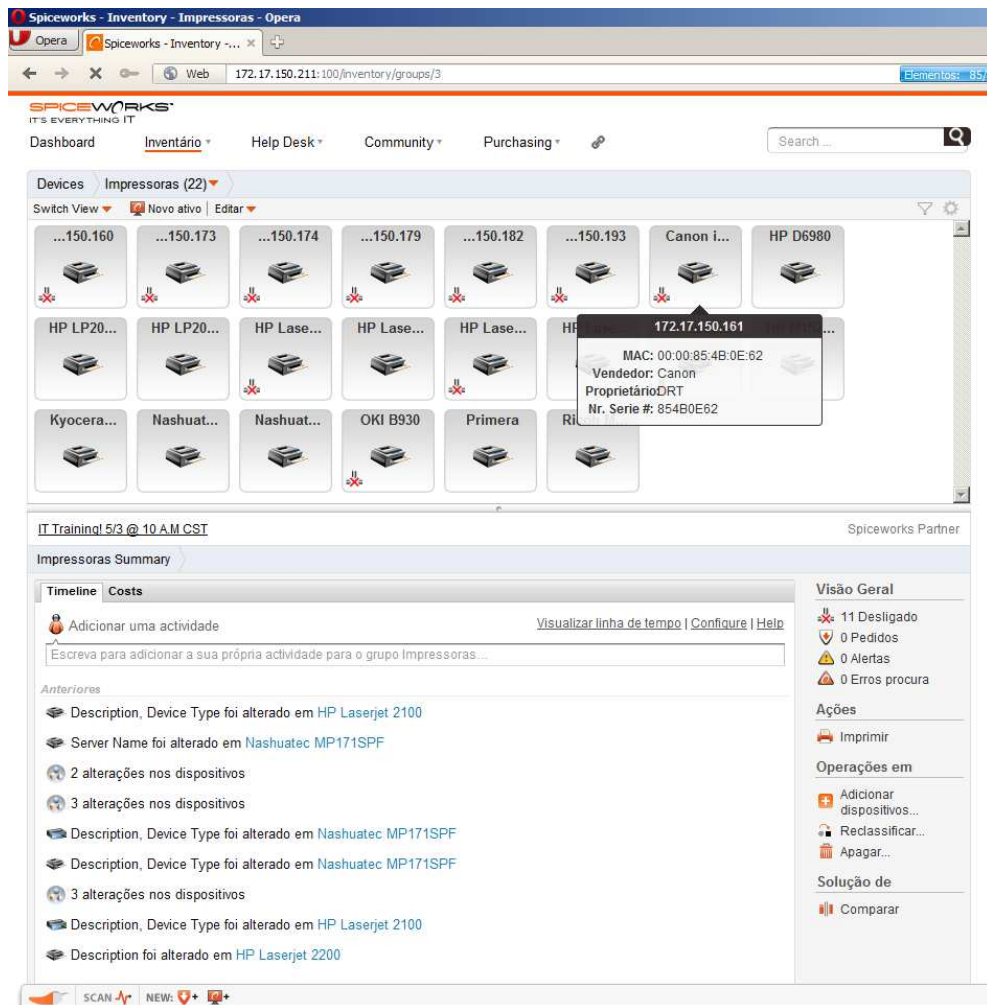 Spiceworks - Inventory - Impressoras - Opera
Opera
Spiceworks - Inventory -...
Web
172.17.150.211:100/inventory/groups/3
Elementos: 85/
SPICEWORKS
IT'S EVERYTHING IT
Dashboard Inventário Help Desk Community Purchasing
Search ...
Devices Impressoras (22)
Switch View Novo ativo | Editar
...150.160 ...150.173 ...150.174 ...150.179 ...150.182 ...150.193 Canon i... HP D6980
HP LP20... HP LP20... HP Lase... HP Lase... HP Lase...
172.17.150.161
MAC: 00:00:85:4B:0E:62
Vendedor: Canon
Proprietário:DRT
Nr. Serie #: 854B0E62
Kyocera... Nashuat... Nashuat... OKI B930 Primera
IT Training! 5/3 @ 10 A.M CST
Spiceworks Partner
Impressoras Summary
Timeline Costs
Adicionar uma actividade
Visualizar linha de tempo | Configure | Help
Escreva para adicionar a sua própria actividade para o grupo Impressoras...
Anteriores
Description, Device Type foi alterado em HP Laserjet 2100
Server Name foi alterado em Nashuatec MP171SPF
2 alterações nos dispositivos
3 alterações nos dispositivos
Description, Device Type foi alterado em Nashuatec MP171SPF
Description, Device Type foi alterado em Nashuatec MP171SPF
3 alterações nos dispositivos
Description, Device Type foi alterado em HP Laserjet 2100
Description foi alterado em HP Laserjet 2200
Visão Geral
11 Desligado
0 Pedidos
0 Alertas
0 Erros procura
Ações
Imprimir
Operações em
Adicionar
dispositivos...
Reclassificar...
Apagar...
Solução de
Comparar
SCAN NEW: